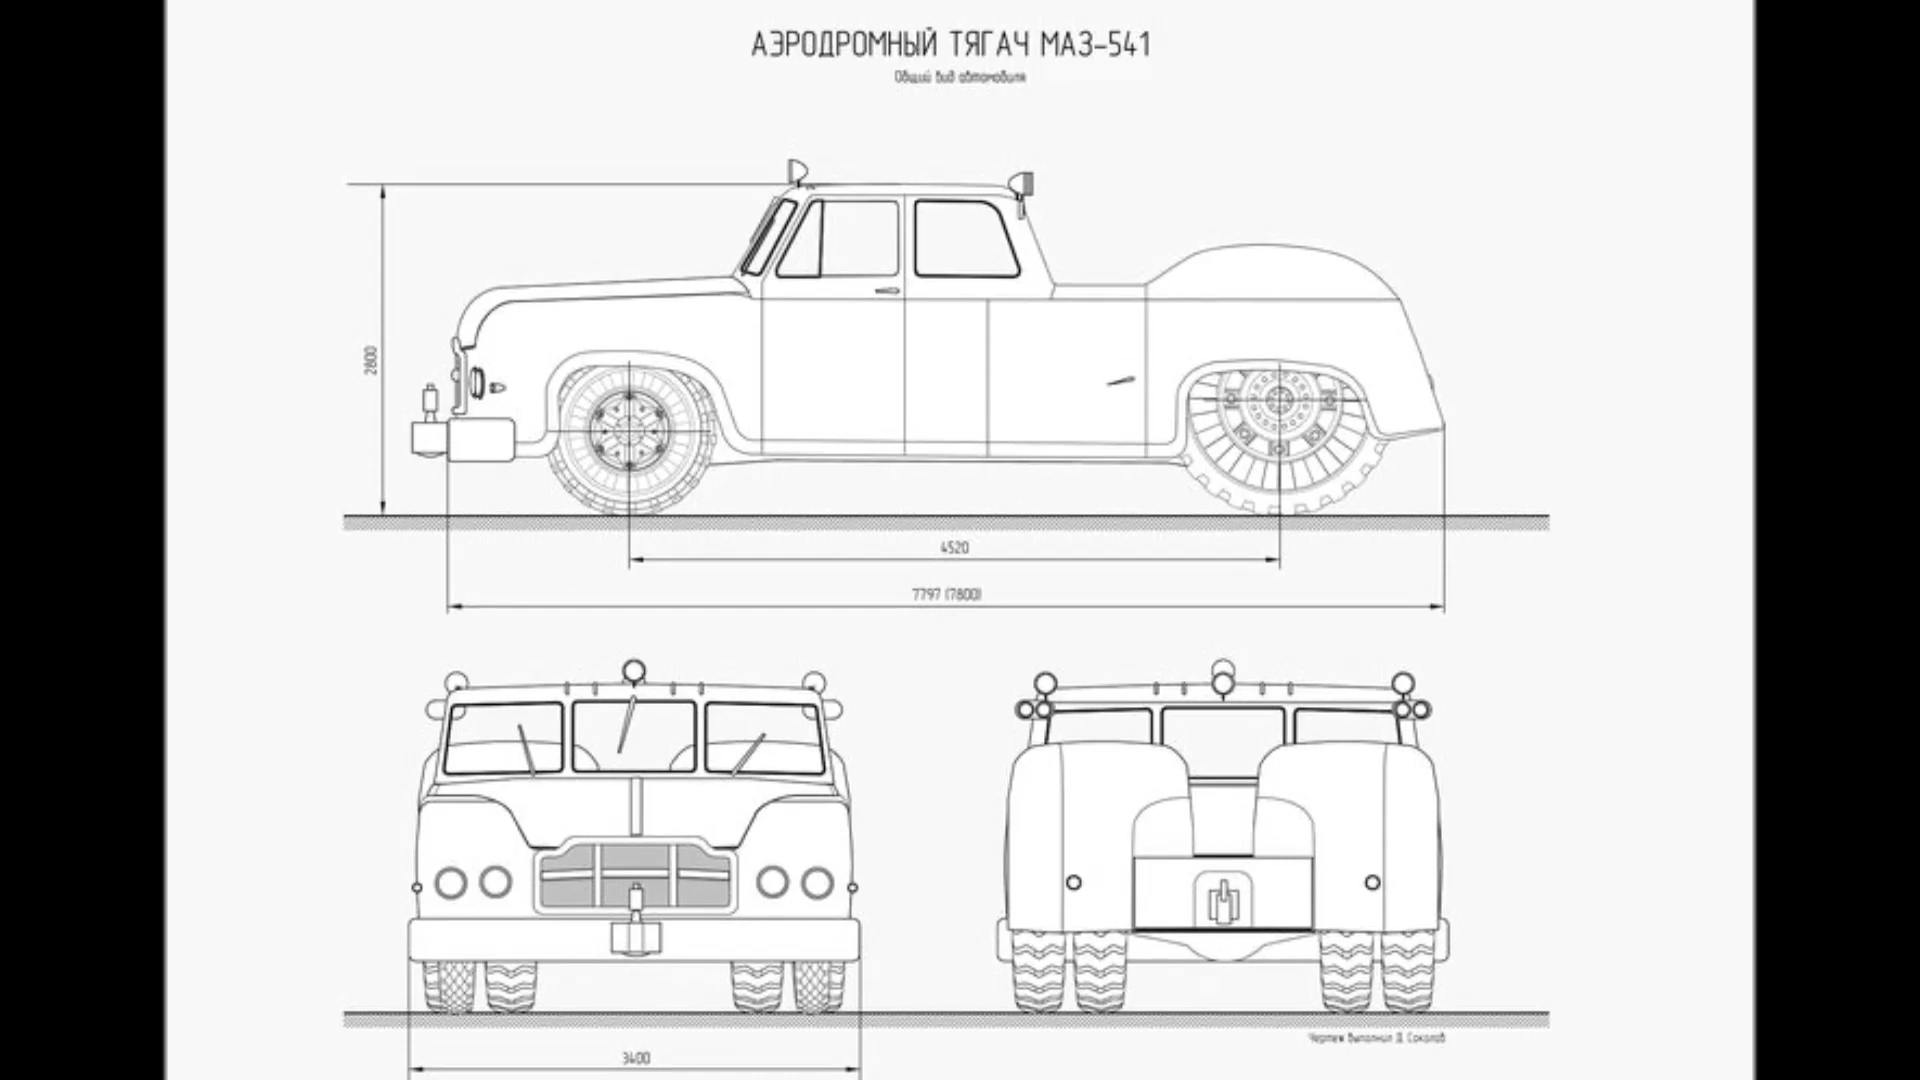 АЭРОДРОМНЫЙ ТЯГАЧ МАЗ-541
Общий вид автомобиля
2800
4520
7797 (7800)
Чертеж выполнил Д. Соколов
3400